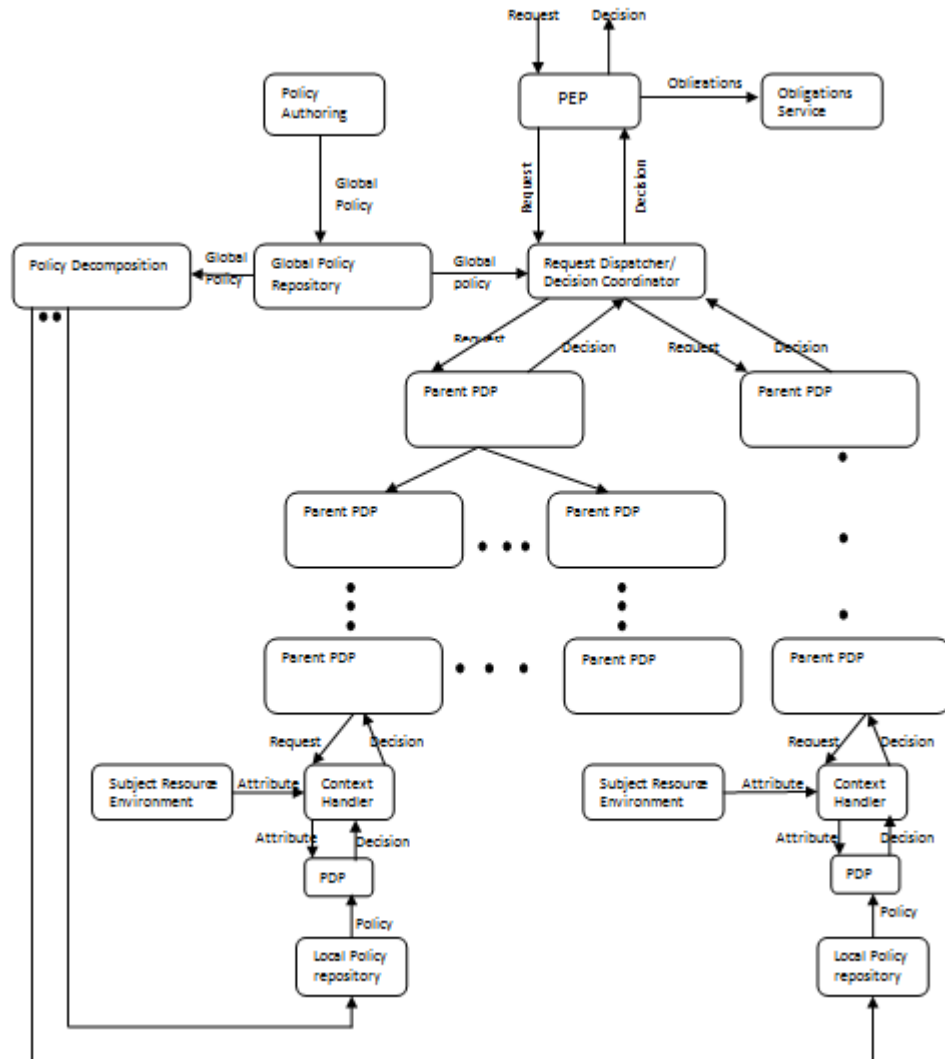 Request
Decision
Policy
Authoring
PEP
Obligations
Obligations
Service
Global
Policy
Request
Decision
Policy Decomposition
Global
Policy
Global Policy
Repository
Global
policy
Request Dispatcher/
Decision Coordinator
Request
Decision
Request
Decision
Parent PDP
Parent PDP
Parent PDP
Parent PDP
Parent PDP
Parent PDP
Parent PDP
Request
Decision
Request
Decision
Subject Resource
Environment
Attribute
Context
Handler
Subject Resource
Environment
Attribute
Context
Handler
Attribute
Decision
Attribute
Decision
PDP
PDP
Policy
Policy
Local Policy
repository
Local Policy
repository